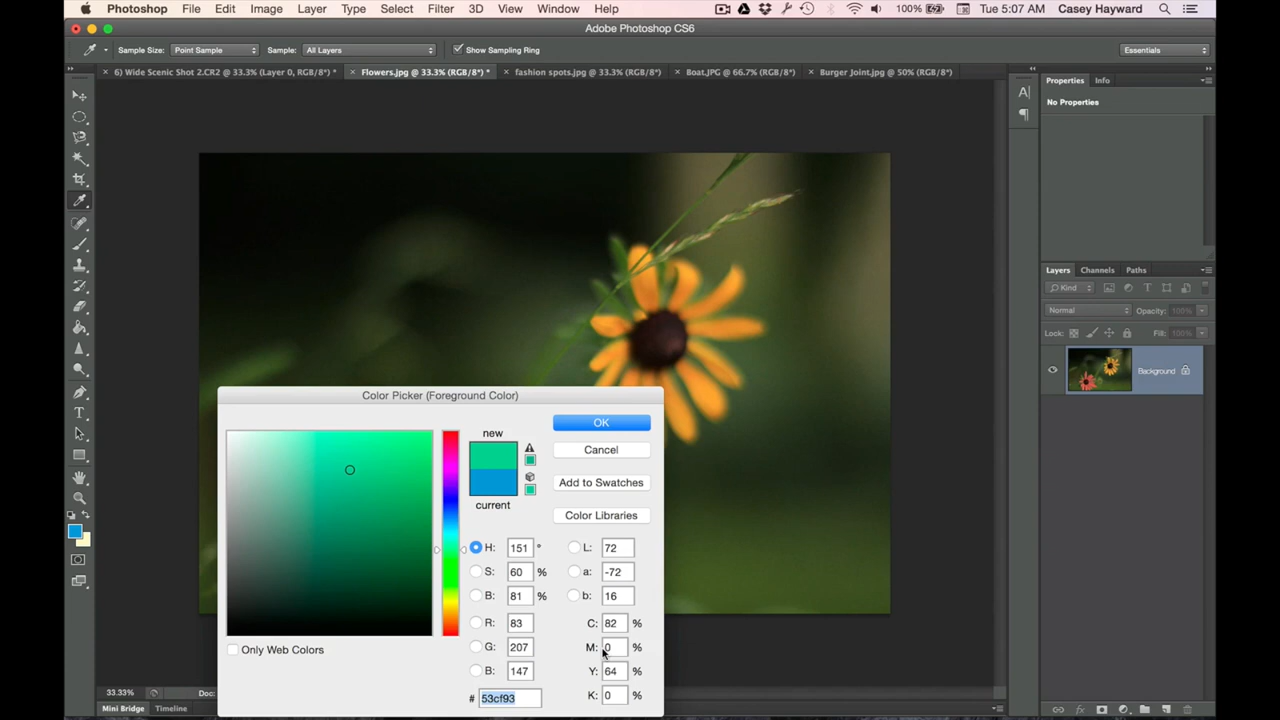 Photoshop File Edit Image Layer Type Select Filter 3D View Window Help 100% Tue 5:07 AM Casey Hayward
Adobe Photoshop CS6
Sample Size: Point Sample Sample: All Layers Show Sampling Ring Essentials
6) Wide Scenic Shot 2.CR2 @ 33.3% (Layer 0, RGB/8*) * Flowers.jpg @ 33.3% (RGB/8*) * fashion spots.jpg @ 33.3% (RGB/8*) Boat.JPG @ 66.7% (RGB/8*) Burger Joint.jpg @ 50% (RGB/8*)
Properties Info
No Properties
Layers Channels Paths
Kind
Normal Opacity: 100%
Lock: Fill: 100%
Background
Color Picker (Foreground Color)
new
current
OK
Cancel
Add to Swatches
Color Libraries
H: 151 ° L: 72
S: 60 % a: -72
B: 81 % b: 16
R: 83 C: 82 %
G: 207 M: 0 %
B: 147 Y: 64 %
# 53cf93 K: 0 %
Only Web Colors
33.33% Doc:
Mini Bridge Timeline